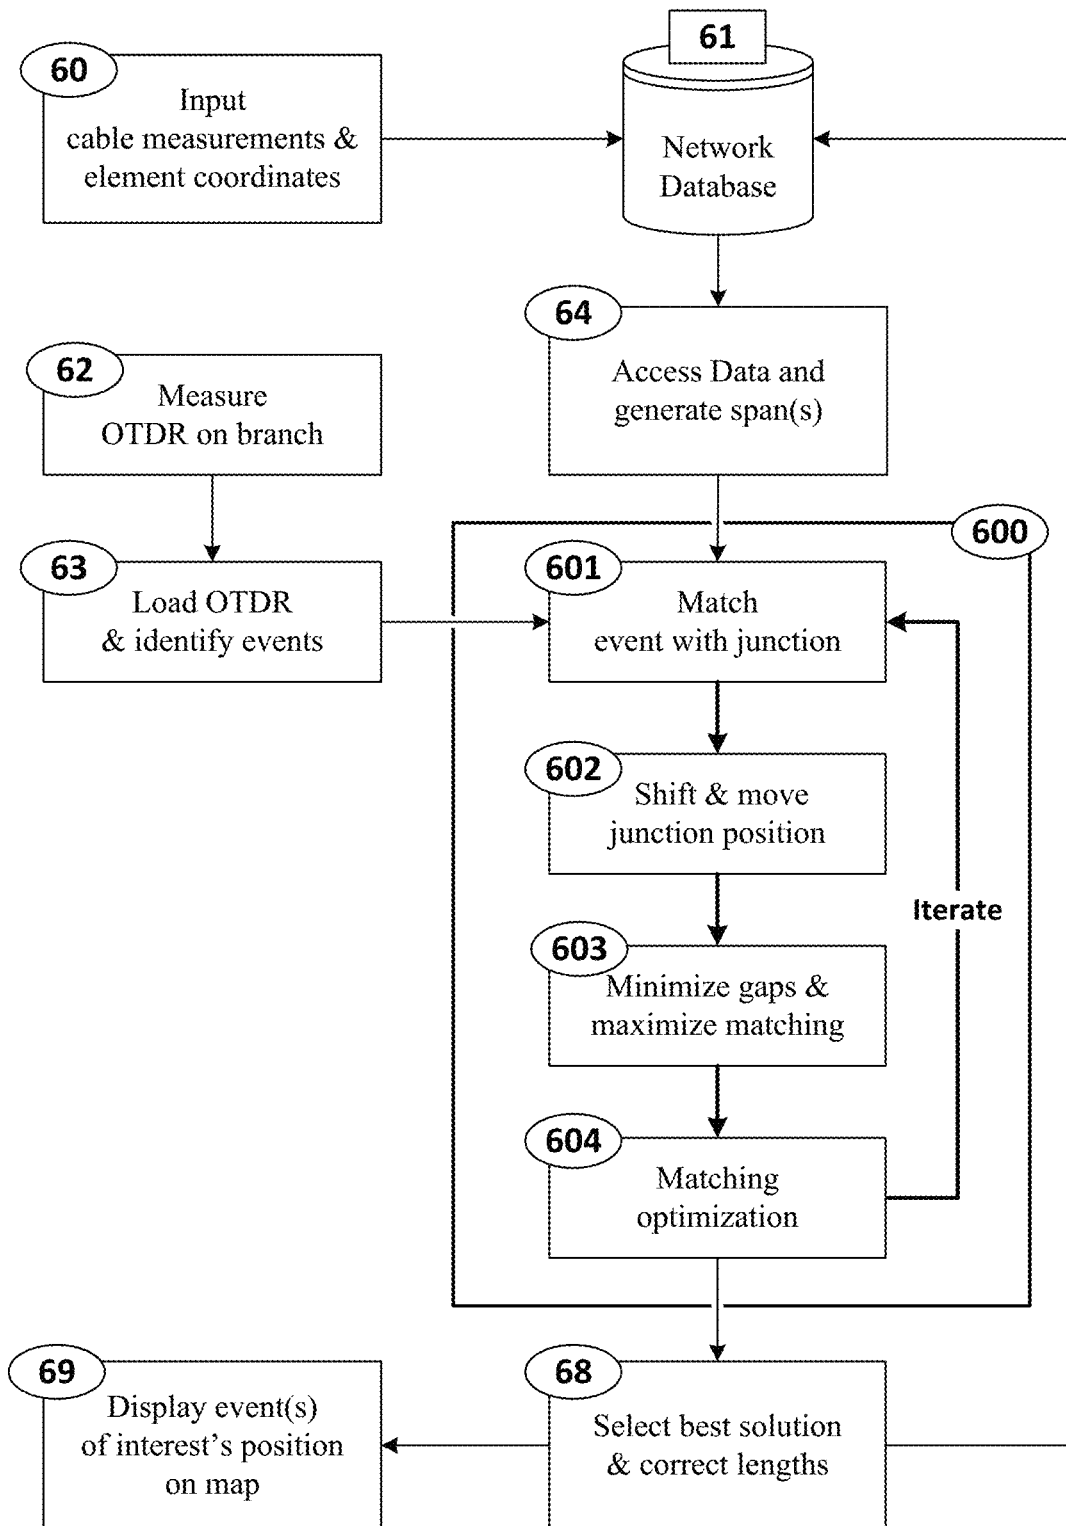 60
Input
cable measurements &
element coordinates
61
Network
Database
64
Access Data and
generate span(s)
62
Measure
OTDR on branch
600
63
Load OTDR
& identify events
601
Match
event with junction
602
Shift & move
junction position
Iterate
603
Minimize gaps &
maximize matching
604
Matching
optimization
69
Display event(s)
of interest's position
on map
68
Select best solution
& correct lengths